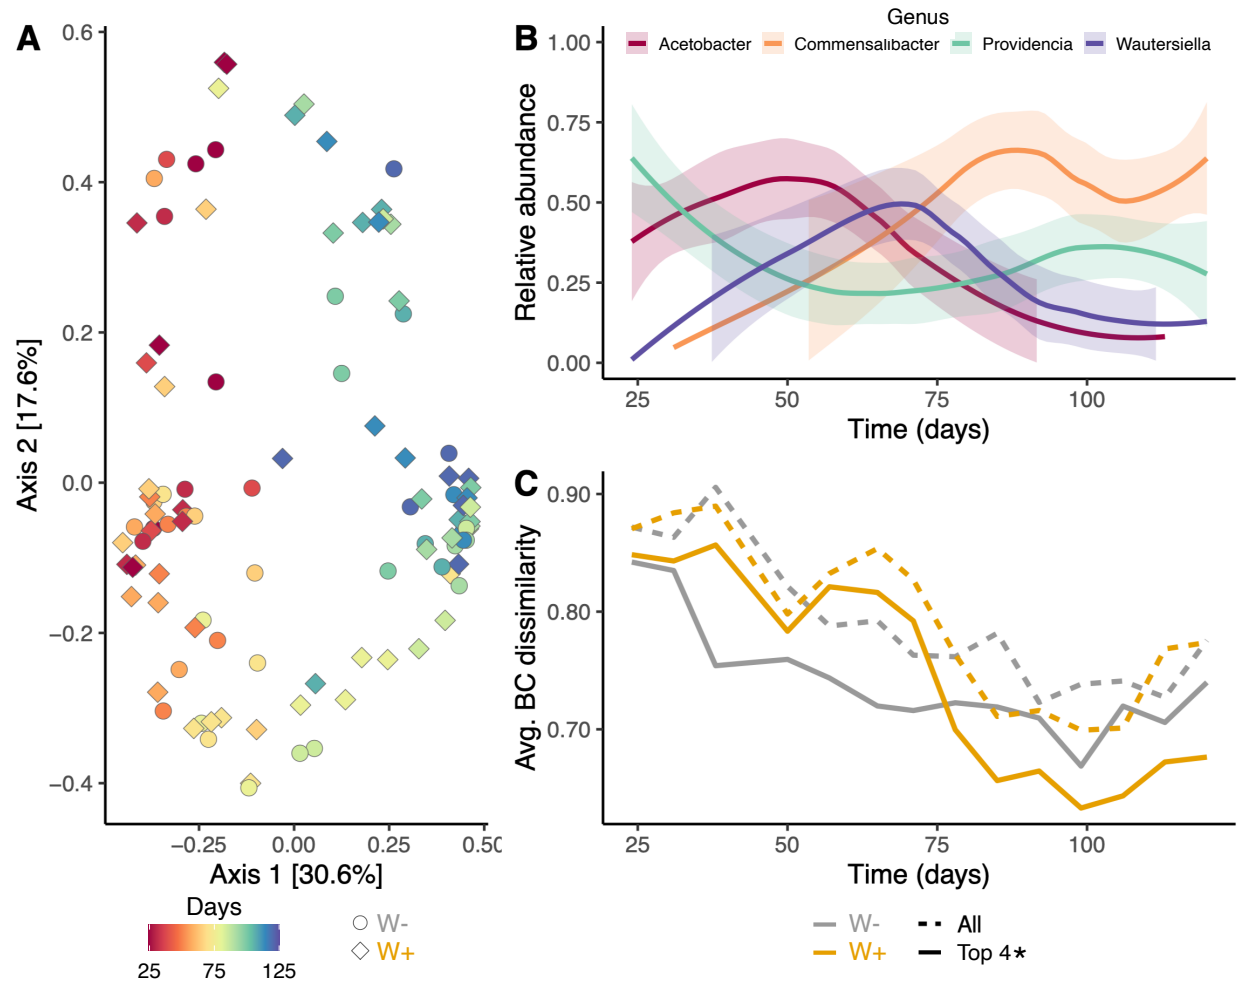 A
0.6
0.4
0.2
0.0
−0.2
−0.4
Axis 2 [17.6%]
−0.25 0.00 0.25 0.50
Axis 1 [30.6%]
Days
25 75 125
W-
W+
B
Genus
Acetobacter Commensalibacter Providencia Wautersiella
1.00
0.75
0.50
0.25
0.00
Relative abundance
25 50 75 100
Time (days)
C
0.90
0.80
0.70
Avg. BC dissimilarity
25 50 75 100
Time (days)
W- All
W+ Top 4*